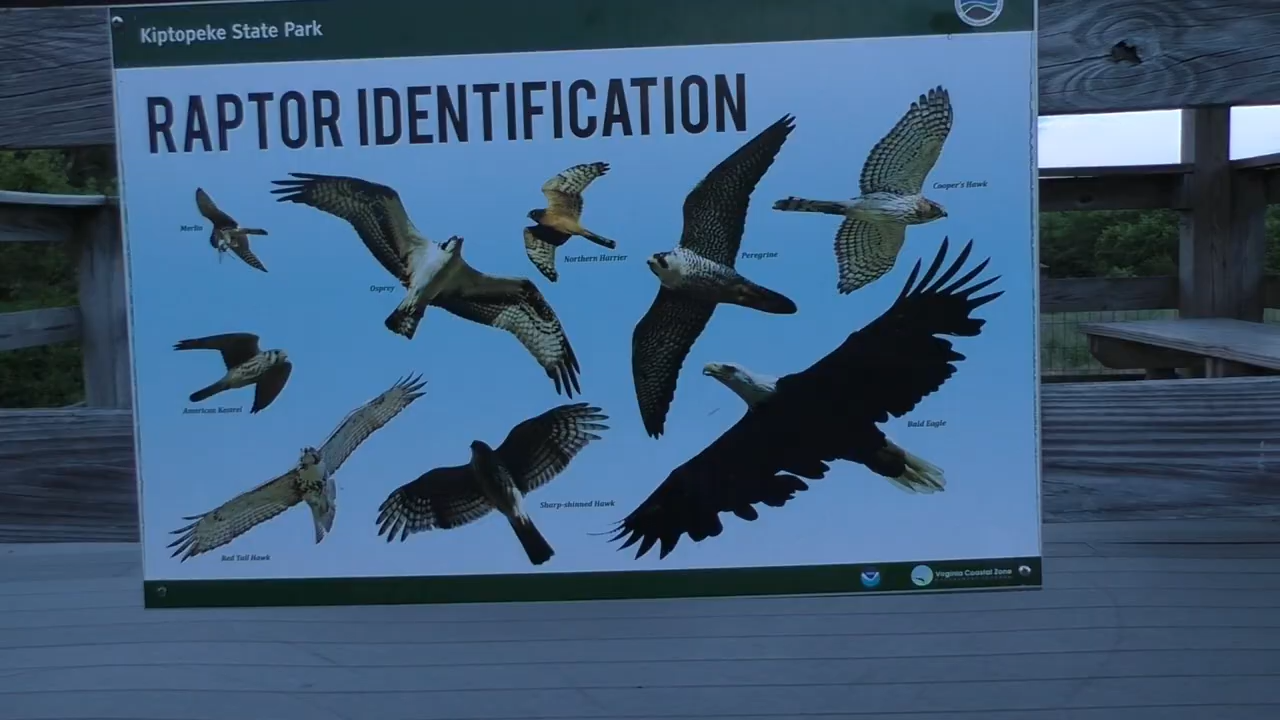 Kiptopeke State Park
RAPTOR IDENTIFICATION
Merlin
Osprey
Northern Harrier
Peregrine
Cooper's Hawk
American Kestrel
Red Tail Hawk
Sharp-shinned Hawk
Bald Eagle
Virginia Coastal Zone